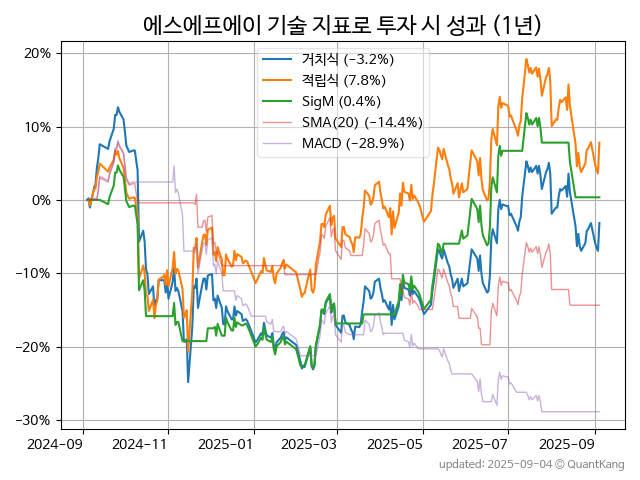 에스에프에이 기술 지표로 투자 시 성과 (1년)
거치식 (−3.2%)
적립식 (7.8%)
SigM (0.4%)
SMA(20) (−14.4%)
MACD (−28.9%)
20%
10%
0%
−10%
−20%
−30%
2024-09 2024-11 2025-01 2025-03 2025-05 2025-07 2025-09
updated: 2025-09-04 © QuantKang